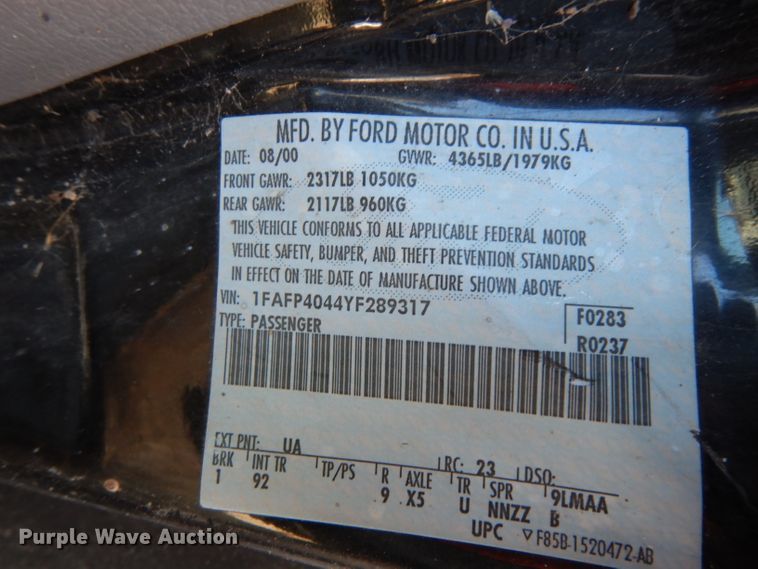 MFD. BY FORD MOTOR CO. IN U.S.A.
DATE: 08/00 GVWR: 4365LB/1979KG
FRONT GAWR: 2317LB 1050KG
REAR GAWR: 2117LB 960KG
THIS VEHICLE CONFORMS TO ALL APPLICABLE FEDERAL MOTOR
VEHICLE SAFETY, BUMPER, AND THEFT PREVENTION STANDARDS
IN EFFECT ON THE DATE OF MANUFACTURE SHOWN ABOVE.
VIN: 1FAFP4044YF289317 F0283
TYPE: PASSENGER R0237
EXT PNT: UA RC: 23 DSO:
BRK INT TR TP/PS R AXLE TR SPR 9LMAA
1 92 9 X5 U NNZZ B
UPC ▽F85B-1520472-AB
Purple Wave Auction